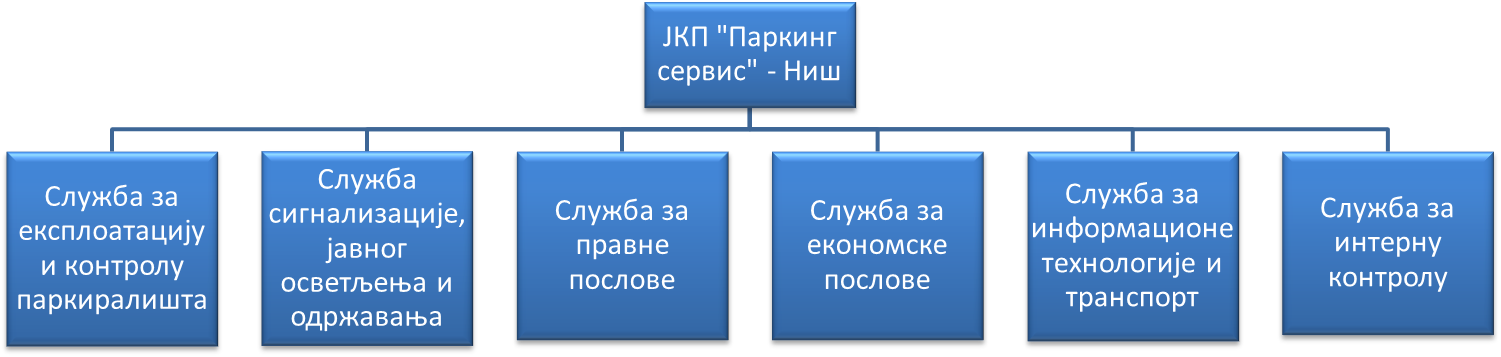 ЈКП "Паркинг
сервис" - Ниш
Служба за
експлоатацију
и контролу
паркиралишта
Служба
сигнализације,
јавног
осветљења и
одржавања
Служба за
правне
послове
Служба за
економске
послове
Служба за
информационе
технологије и
транспорт
Служба за
интерну
контролу